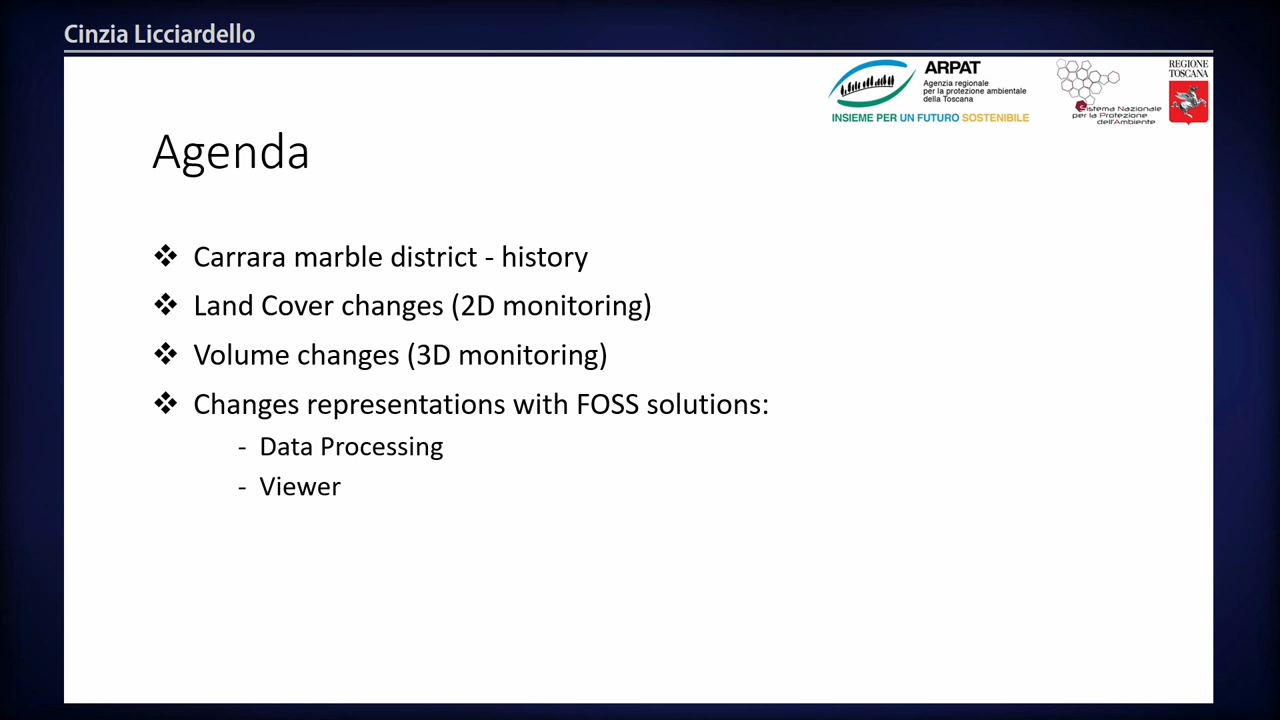 Cinzia Licciardello
ARPAT
Agenzia regionale
per la protezione ambientale
della Toscana
INSIEME PER UN FUTURO SOSTENIBILE
Sistema Nazionale
per la Protezione
dell'Ambiente
REGIONE
TOSCANA
Agenda
❖ Carrara marble district - history
❖ Land Cover changes (2D monitoring)
❖ Volume changes (3D monitoring)
❖ Changes representations with FOSS solutions:
- Data Processing
- Viewer